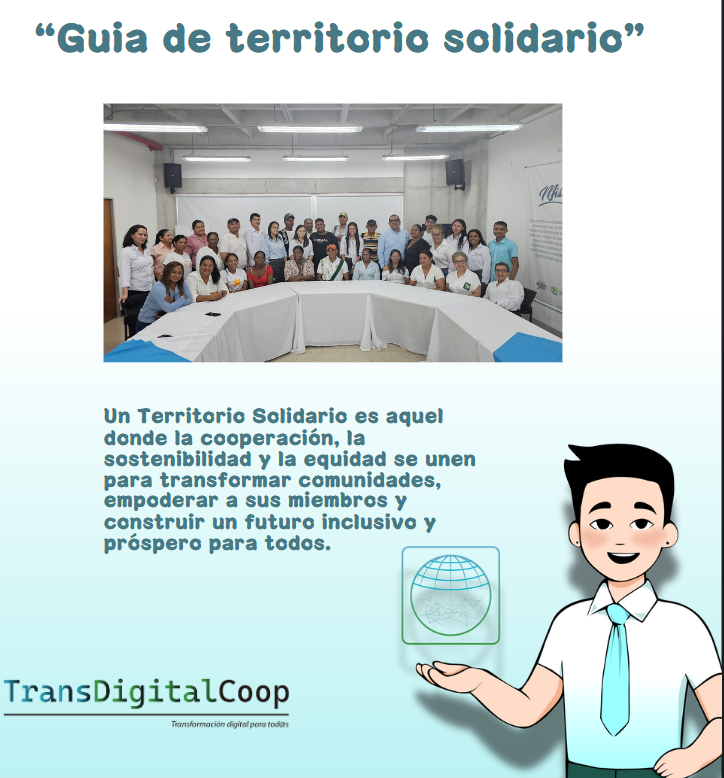 “Guia de territorio solidario”
Un Territorio Solidario es aquel
donde la cooperación, la
sostenibilidad y la equidad se unen
para transformar comunidades,
empoderar a sus miembros y
construir un futuro inclusivo y
próspero para todos.
TransDigitalCoop
Transformación digital para tod@s